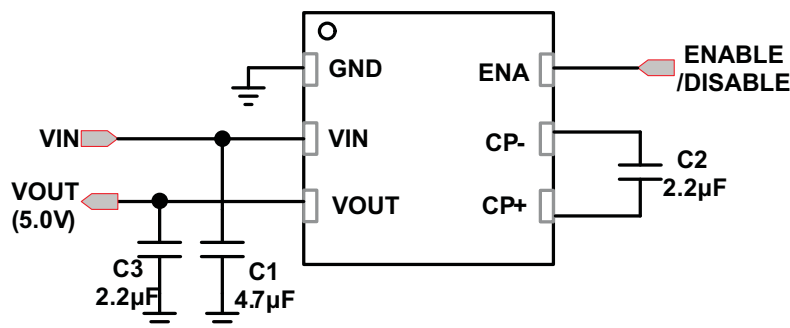 GND
ENA
ENABLE
/DISABLE
VIN
VIN
CP-
C2
2.2µF
VOUT
(5.0V)
VOUT
CP+
C3
2.2µF
C1
4.7µF